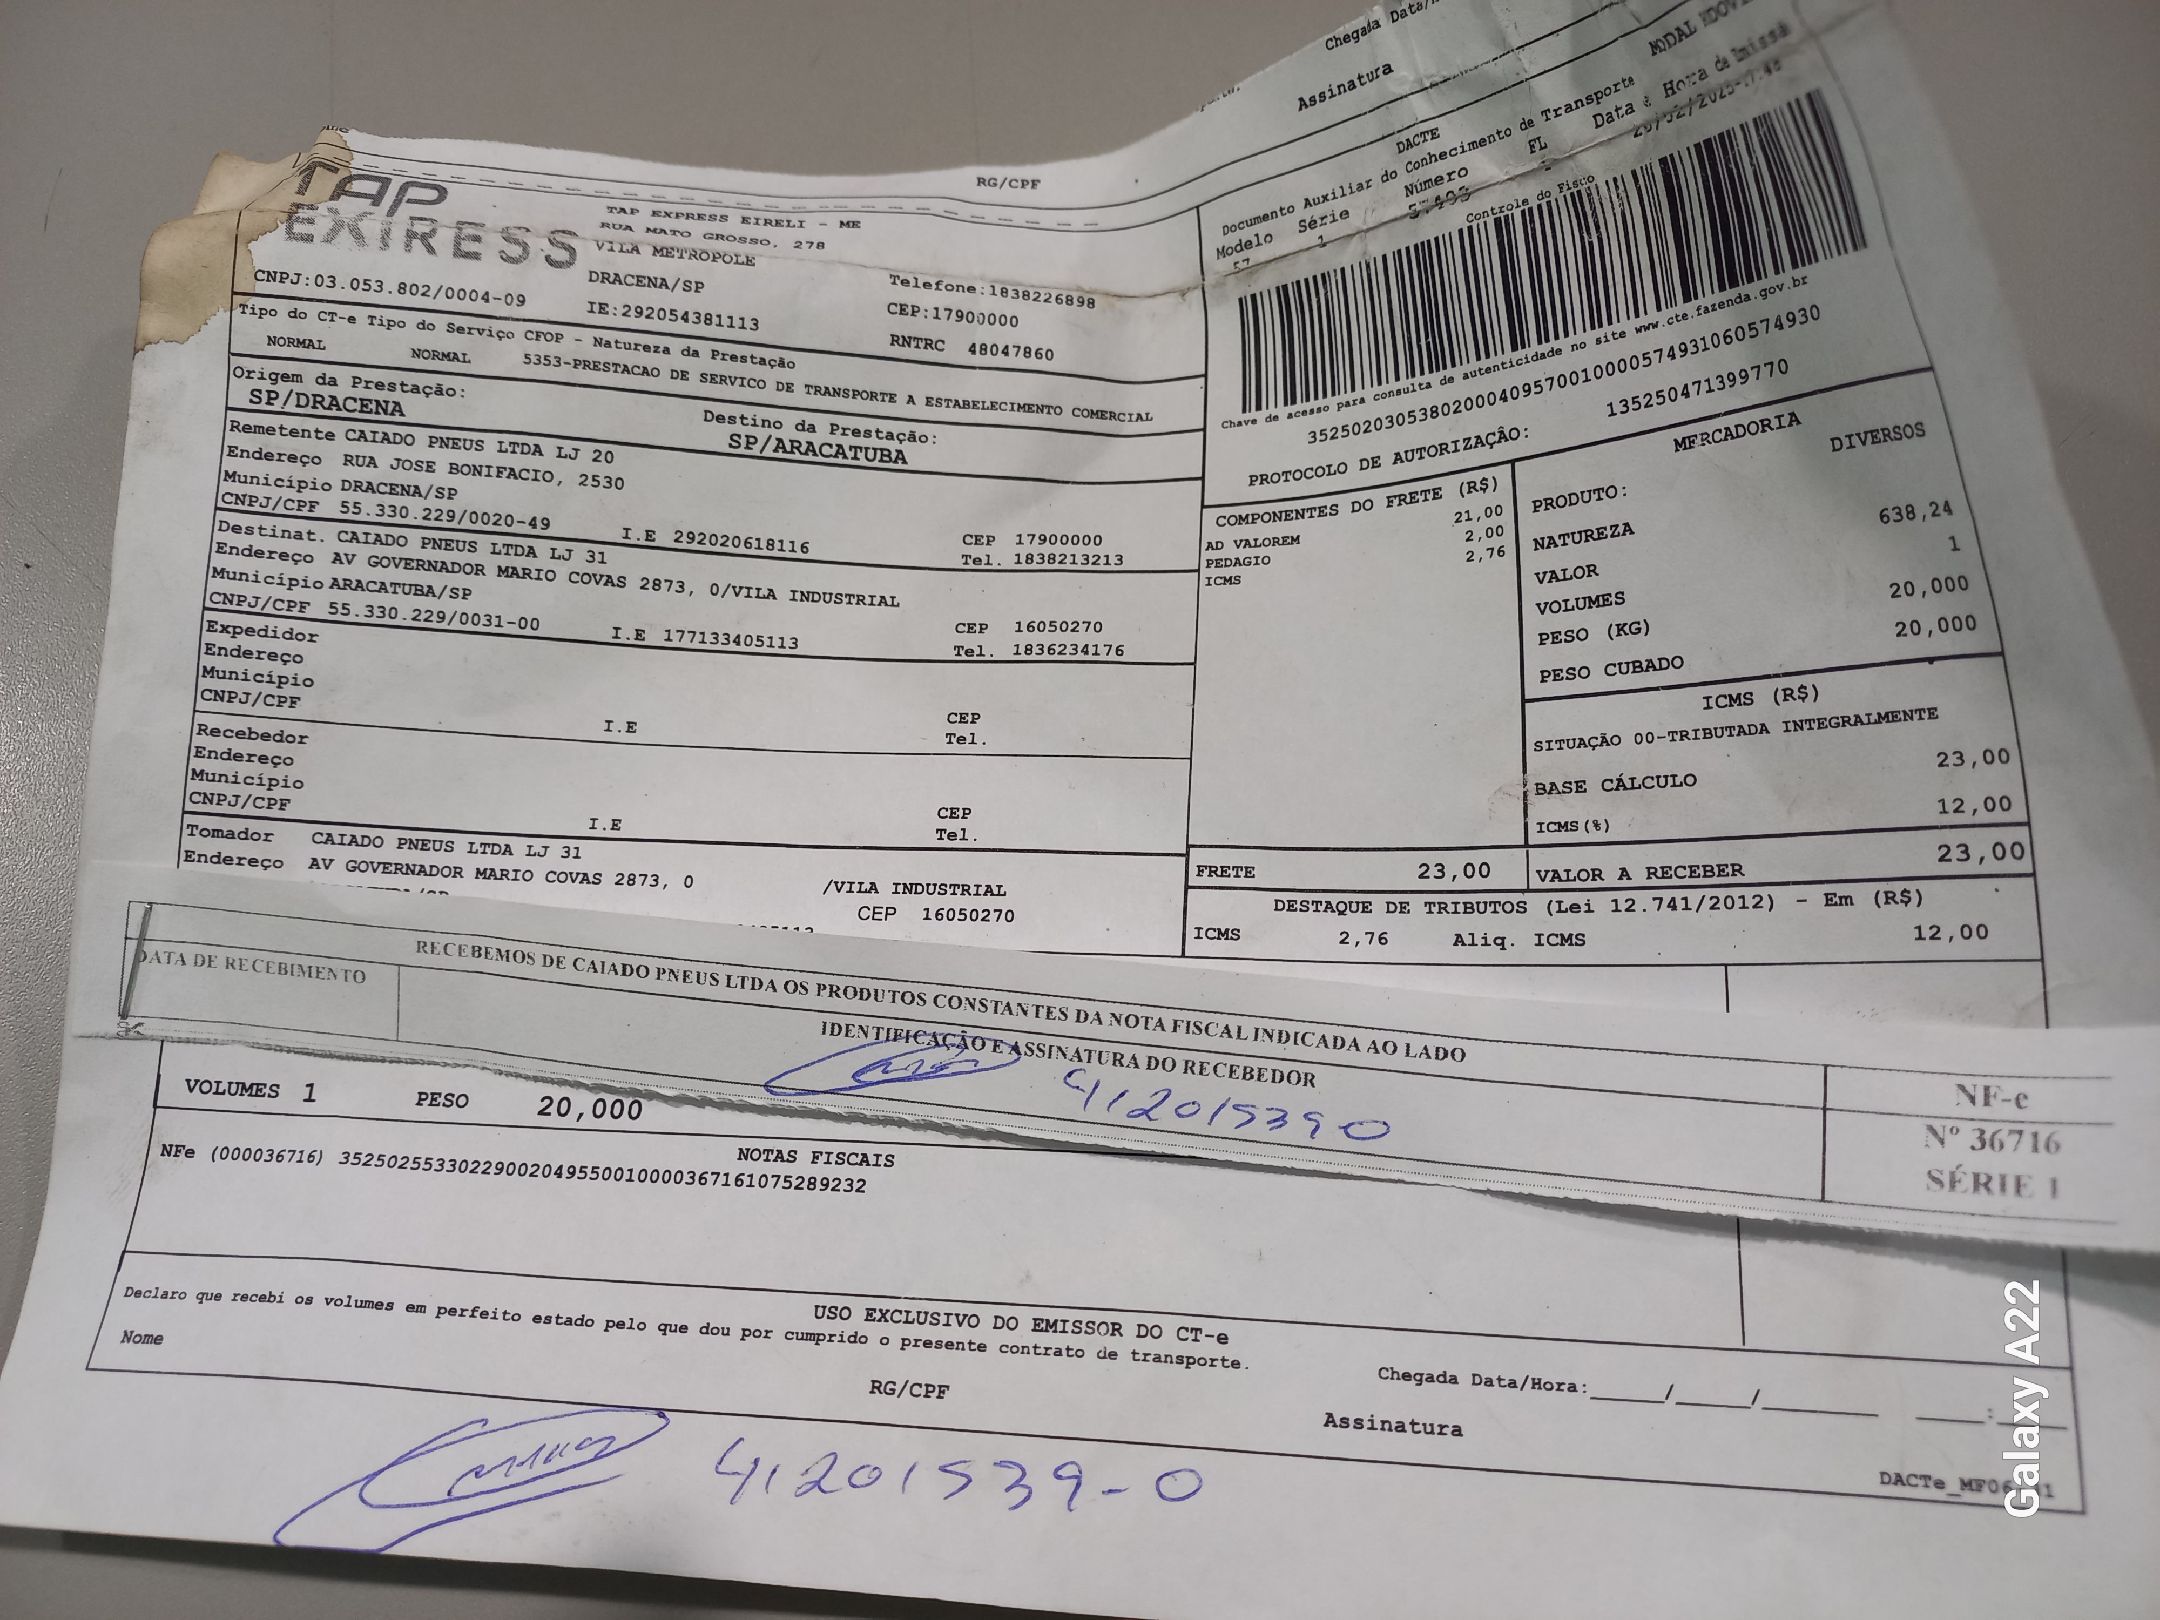 Chegada Data/
Assinatura
RG/CPF
TAP
EXPRESS
TAP EXPRESS EIRELI - ME
RUA MATO GROSSO, 278
VILA METROPOLE
DRACENA/SP
Telefone:1838226898
CNPJ:03.053.802/0004-09
IE:292054381113
CEP:17900000
RNTRC 48047860
Tipo do CT-e Tipo do Serviço CFOP - Natureza da Prestação
NORMAL NORMAL 5353-PRESTACAO DE SERVICO DE TRANSPORTE A ESTABELECIMENTO COMERCIAL
Origem da Prestação:
SP/DRACENA
Destino da Prestação:
SP/ARACATUBA
Remetente CAIADO PNEUS LTDA LJ 20
Endereço RUA JOSE BONIFACIO, 2530
Município DRACENA/SP
CEP 17900000
CNPJ/CPF 55.330.229/0020-49 I.E 292020618116 Tel. 1838213213
Destinat. CAIADO PNEUS LTDA LJ 31
Endereço AV GOVERNADOR MARIO COVAS 2873, 0/VILA INDUSTRIAL
Município ARACATUBA/SP
CEP 16050270
CNPJ/CPF 55.330.229/0031-00 I.E 177133405113 Tel. 1836234176
Expedidor
Endereço
Município
CEP
CNPJ/CPF I.E Tel.
Recebedor
Endereço
Município
CEP
CNPJ/CPF I.E Tel.
Tomador CAIADO PNEUS LTDA LJ 31
Endereço AV GOVERNADOR MARIO COVAS 2873, 0 /VILA INDUSTRIAL
CEP 16050270
DACTE
Documento Auxiliar do Conhecimento de Transporte
Modelo Série Número FL Data e Hora da Emissã
57 1 57493
Controle do Fisco
Chave de acesso para consulta de autenticidade no site www.cte.fazenda.gov.br
35250203053802000409570010000574931060574930
PROTOCOLO DE AUTORIZAÇÃO: 135250471399770
COMPONENTES DO FRETE (R$)
AD VALOREM 21,00
PEDAGIO 2,00
ICMS 2,76
MERCADORIA
PRODUTO: DIVERSOS
NATUREZA
VALOR 638,24
VOLUMES 1
PESO (KG) 20,000
PESO CUBADO 20,000
ICMS (R$)
SITUAÇÃO 00-TRIBUTADA INTEGRALMENTE
BASE CÁLCULO 23,00
ICMS(%) 12,00
FRETE 23,00 VALOR A RECEBER 23,00
DESTAQUE DE TRIBUTOS (Lei 12.741/2012) - Em (R$)
ICMS 2,76 Aliq. ICMS 12,00
RECEBEMOS DE CAIADO PNEUS LTDA OS PRODUTOS CONSTANTES DA NOTA FISCAL INDICADA AO LADO
DATA DE RECEBIMENTO
IDENTIFICAÇÃO E ASSINATURA DO RECEBEDOR
412015390
NF-e
Nº 36716
SÉRIE 1
VOLUMES 1 PESO 20,000
NOTAS FISCAIS
NFe (000036716) 35250255330229002049550010000367161075289232
USO EXCLUSIVO DO EMISSOR DO CT-e
Declaro que recebi os volumes em perfeito estado pelo que dou por cumprido o presente contrato de transporte.
Nome
RG/CPF
Chegada Data/Hora:____/____/______ ____:____
Assinatura
41201539-0
Galaxy A22